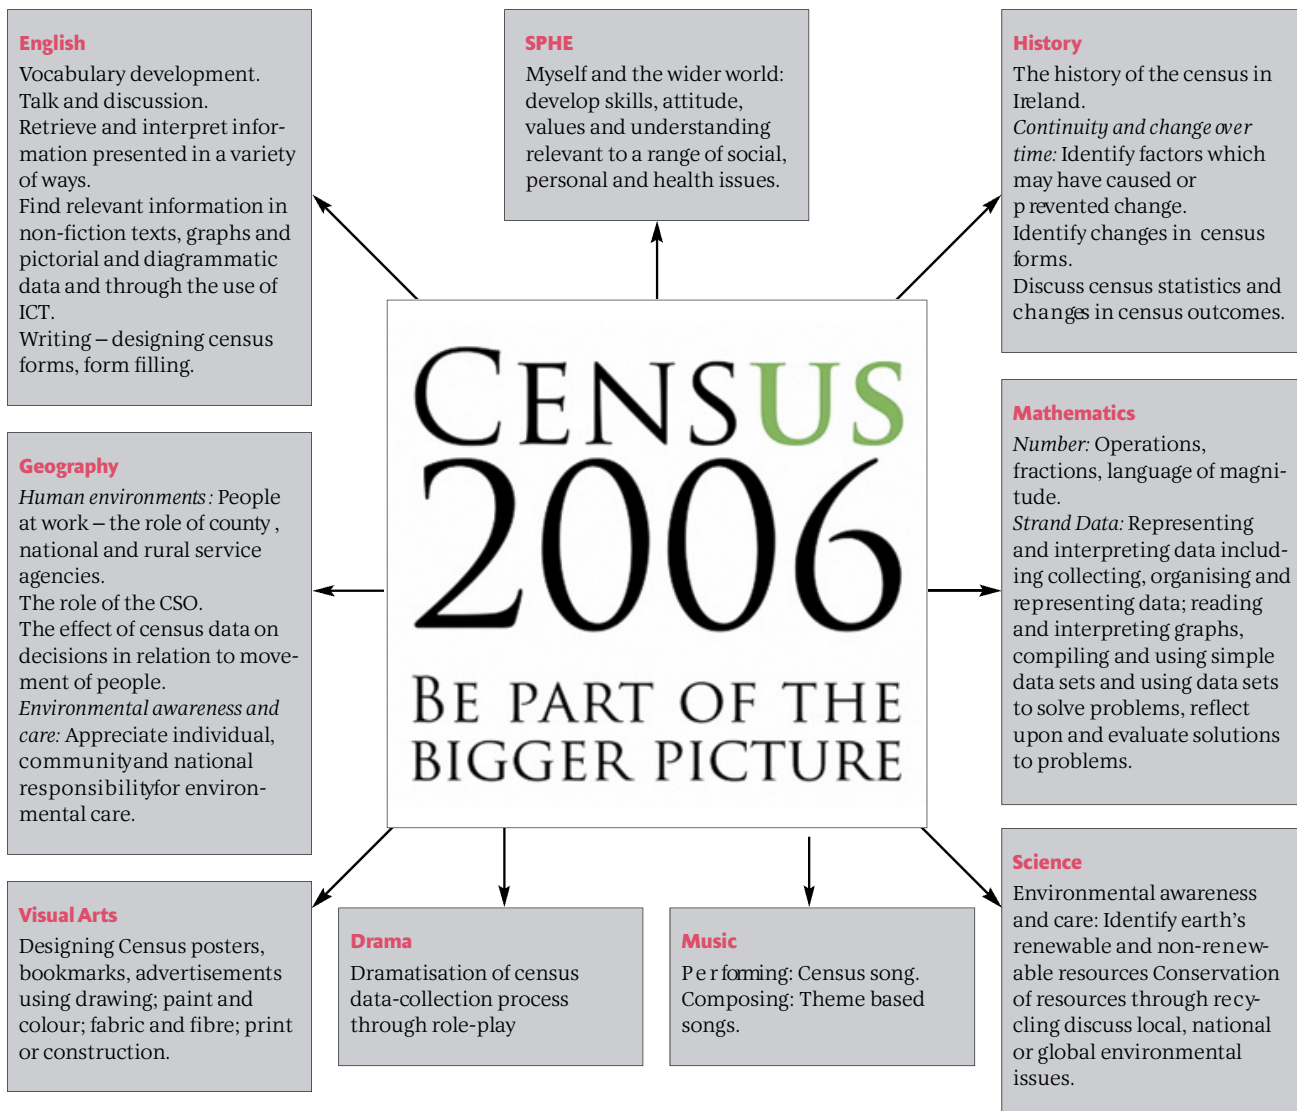 English
Vocabulary development.
Talk and discussion.
Retrieve and interpret infor-
mation presented in a variety
of ways.
Find relevant information in
non-fiction texts, graphs and
pictorial and diagrammatic
data and through the use of
ICT.
Writing – designing census
forms, form filling.
SPHE
Myself and the wider world:
develop skills, attitude,
values and understanding
relevant to a range of social,
personal and health issues.
History
The history of the census in
Ireland.
Continuity and change over
time: Identify factors which
may have caused or
prevented change.
Identify changes in census
forms.
Discuss census statistics and
changes in census outcomes.
Geography
Human environments: People
at work – the role of county,
national and rural service
agencies.
The role of the CSO.
The effect of census data on
decisions in relation to move-
ment of people.
Environmental awareness and
care: Appreciate individual,
community and national
responsibility for environ-
mental care.
CENSUS
2006
BE PART OF THE
BIGGER PICTURE
Mathematics
Number: Operations,
fractions, language of magni-
tude.
Strand Data: Representing
and interpreting data includ-
ing collecting, organising and
representing data; reading
and interpreting graphs,
compiling and using simple
data sets and using data sets
to solve problems, reflect
upon and evaluate solutions
to problems.
Visual Arts
Designing Census posters,
bookmarks, advertisements
using drawing; paint and
colour; fabric and fibre; print
or construction.
Drama
Dramatisation of census
data-collection process
through role-play
Music
Performing: Census song.
Composing: Theme based
songs.
Science
Environmental awareness
and care: Identify earth's
renewable and non-renew-
able resources Conservation
of resources through recy-
cling discuss local, national
or global environmental
issues.